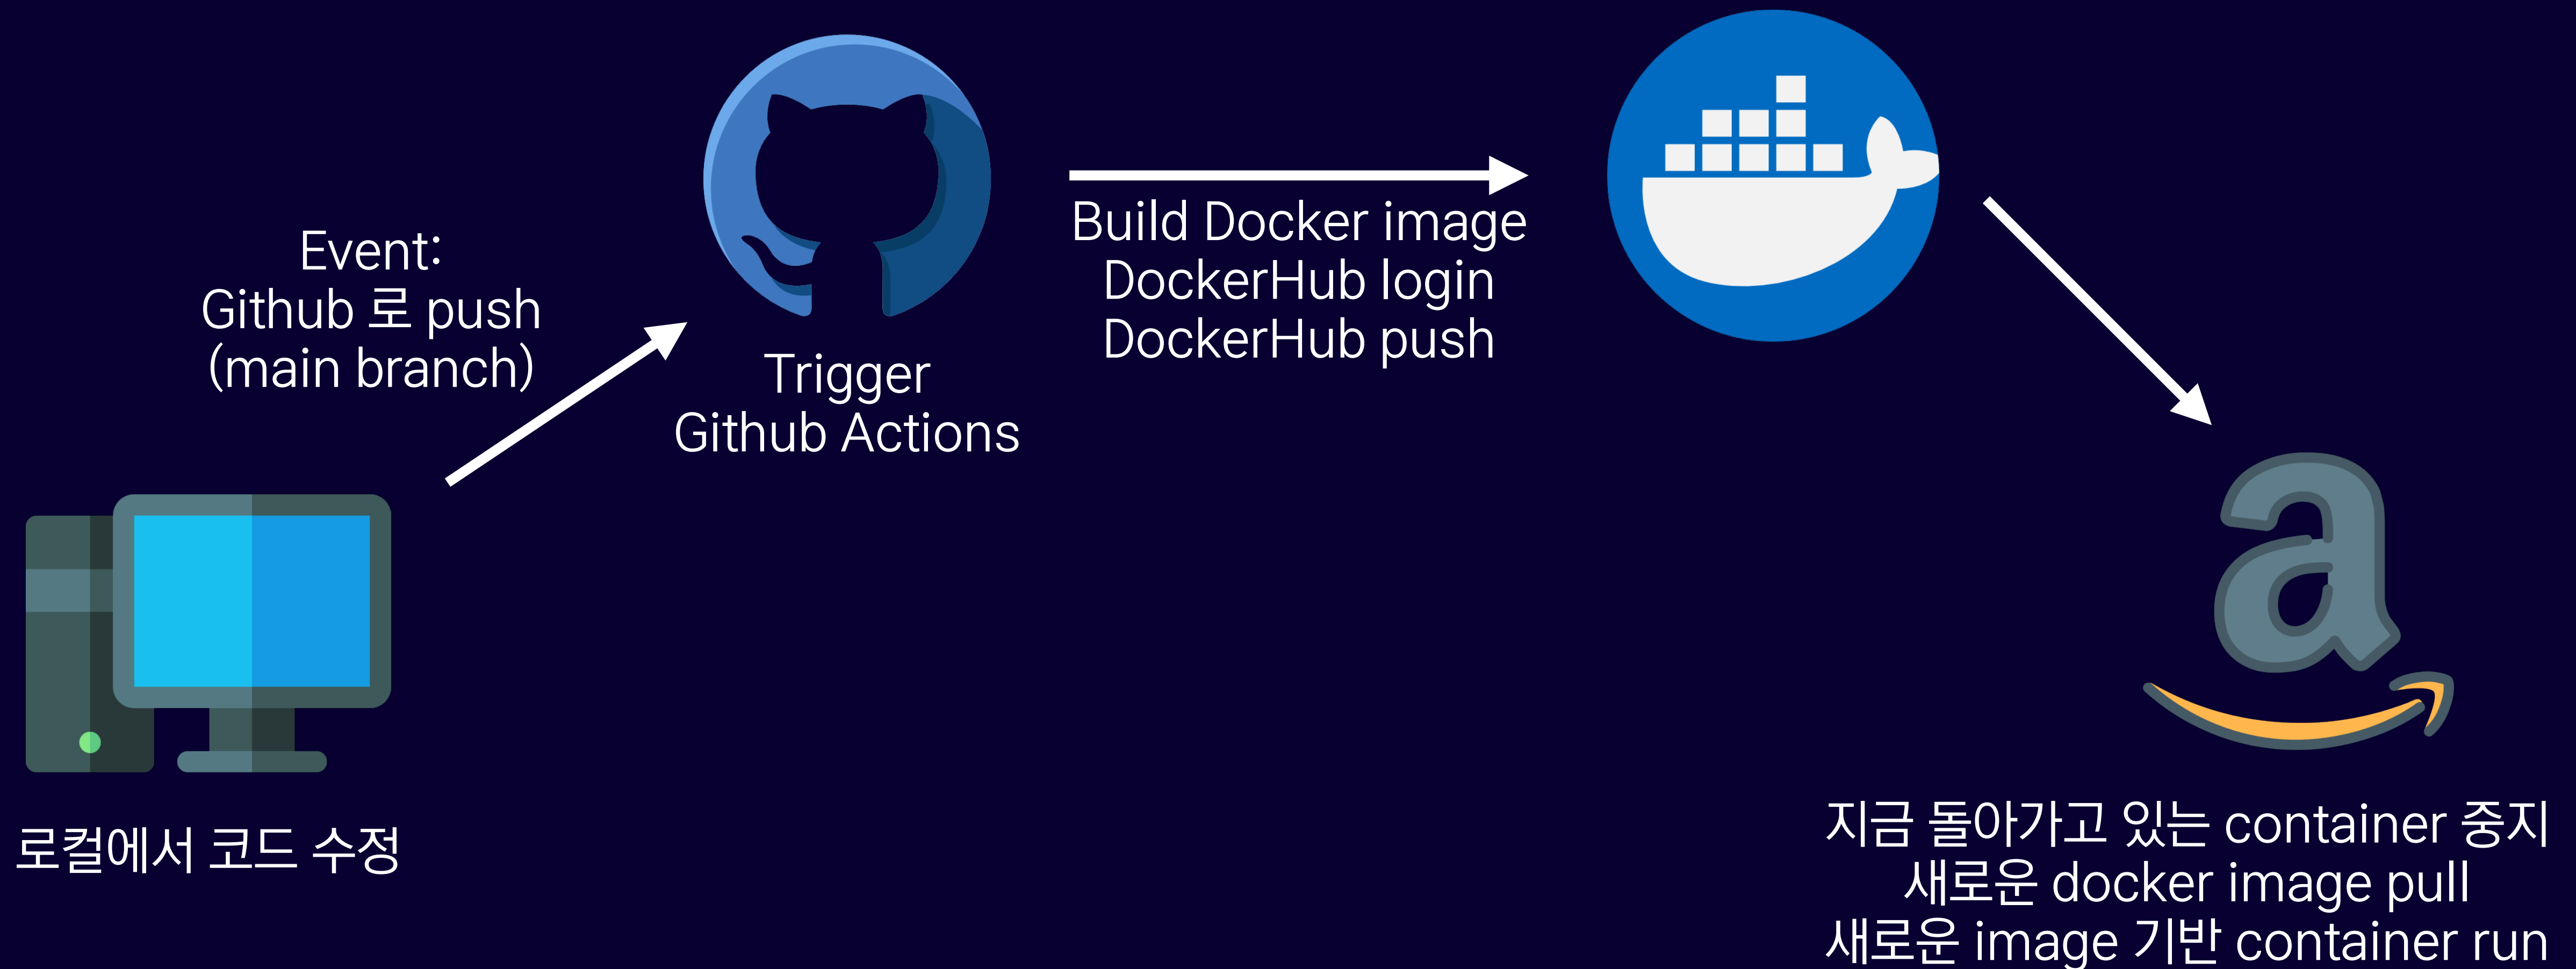 Event:
Github 로 push
(main branch)
Trigger
Github Actions
Build Docker image
DockerHub login
DockerHub push
로컬에서 코드 수정
지금 돌아가고 있는 container 중지
새로운 docker image pull
새로운 image 기반 container run